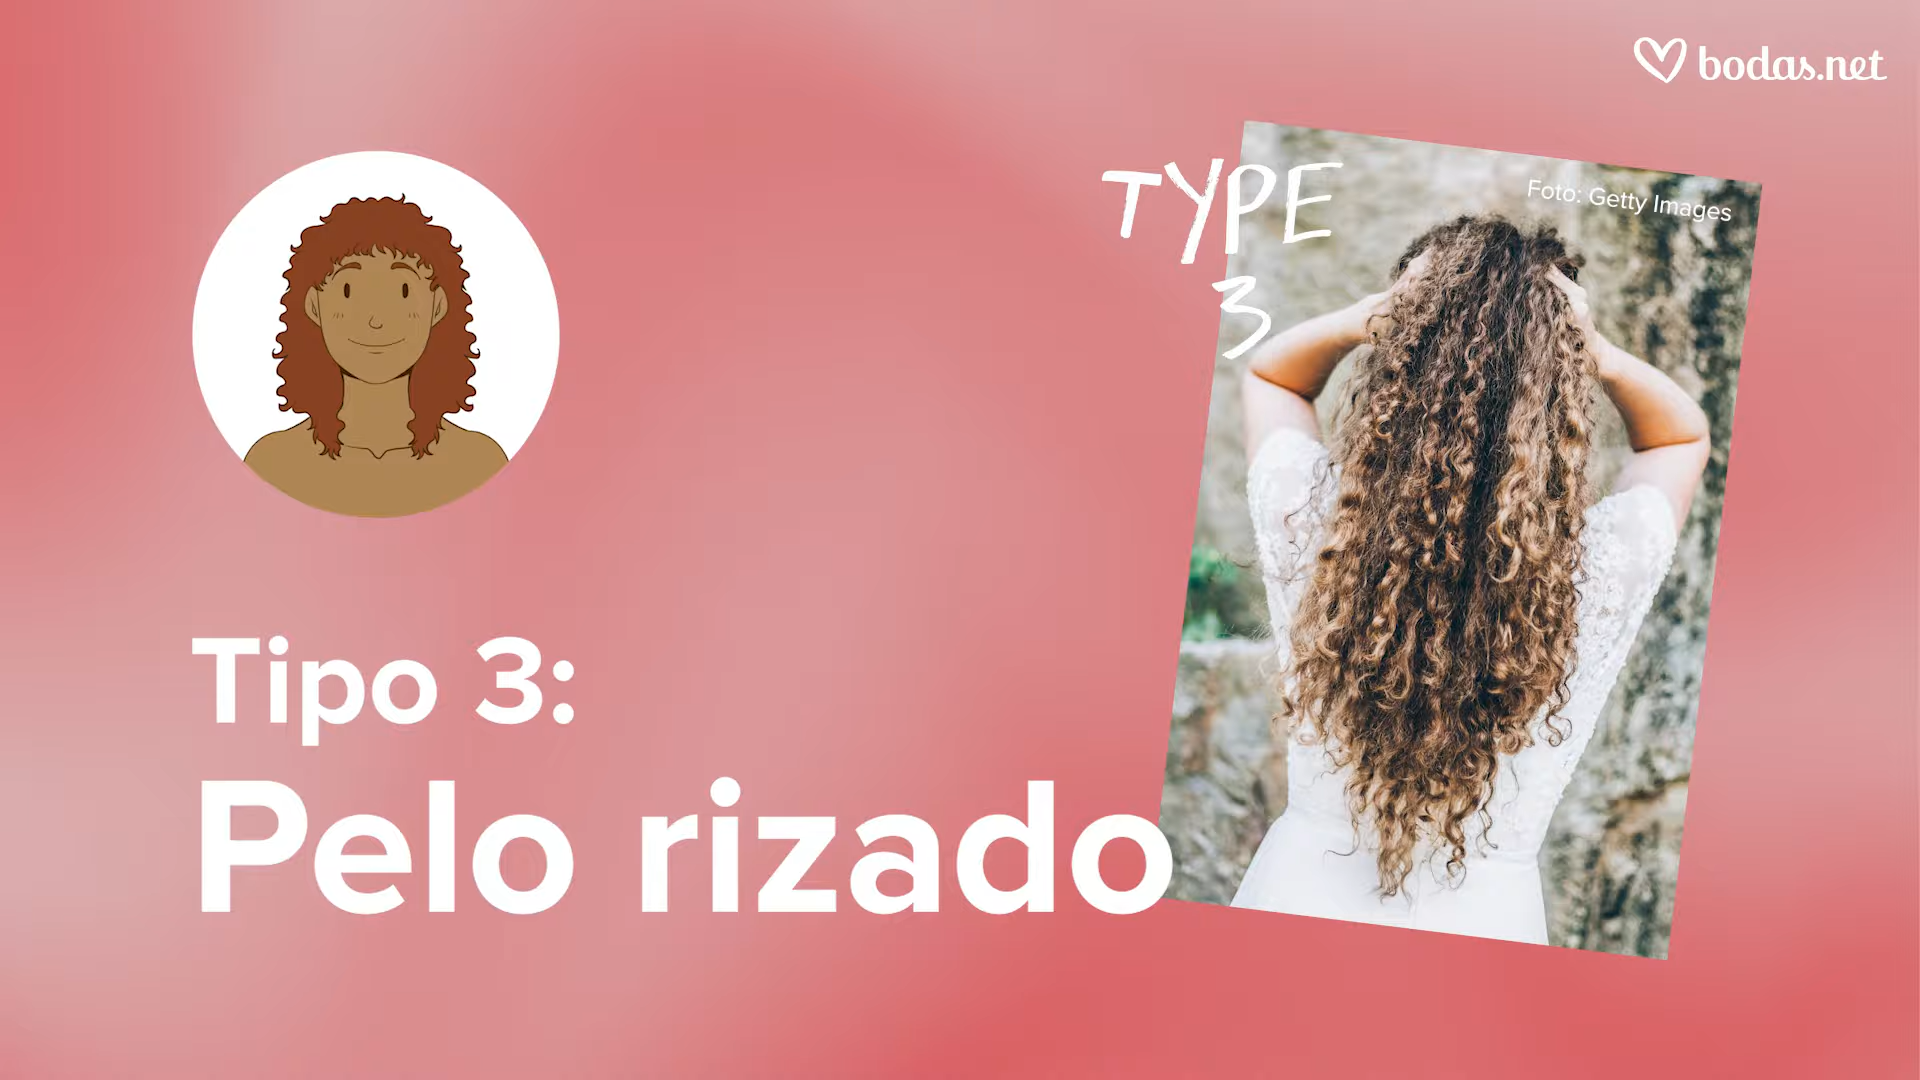 bodas.net
TYPE
3
Foto: Getty Images
Tipo 3:
Pelo rizado